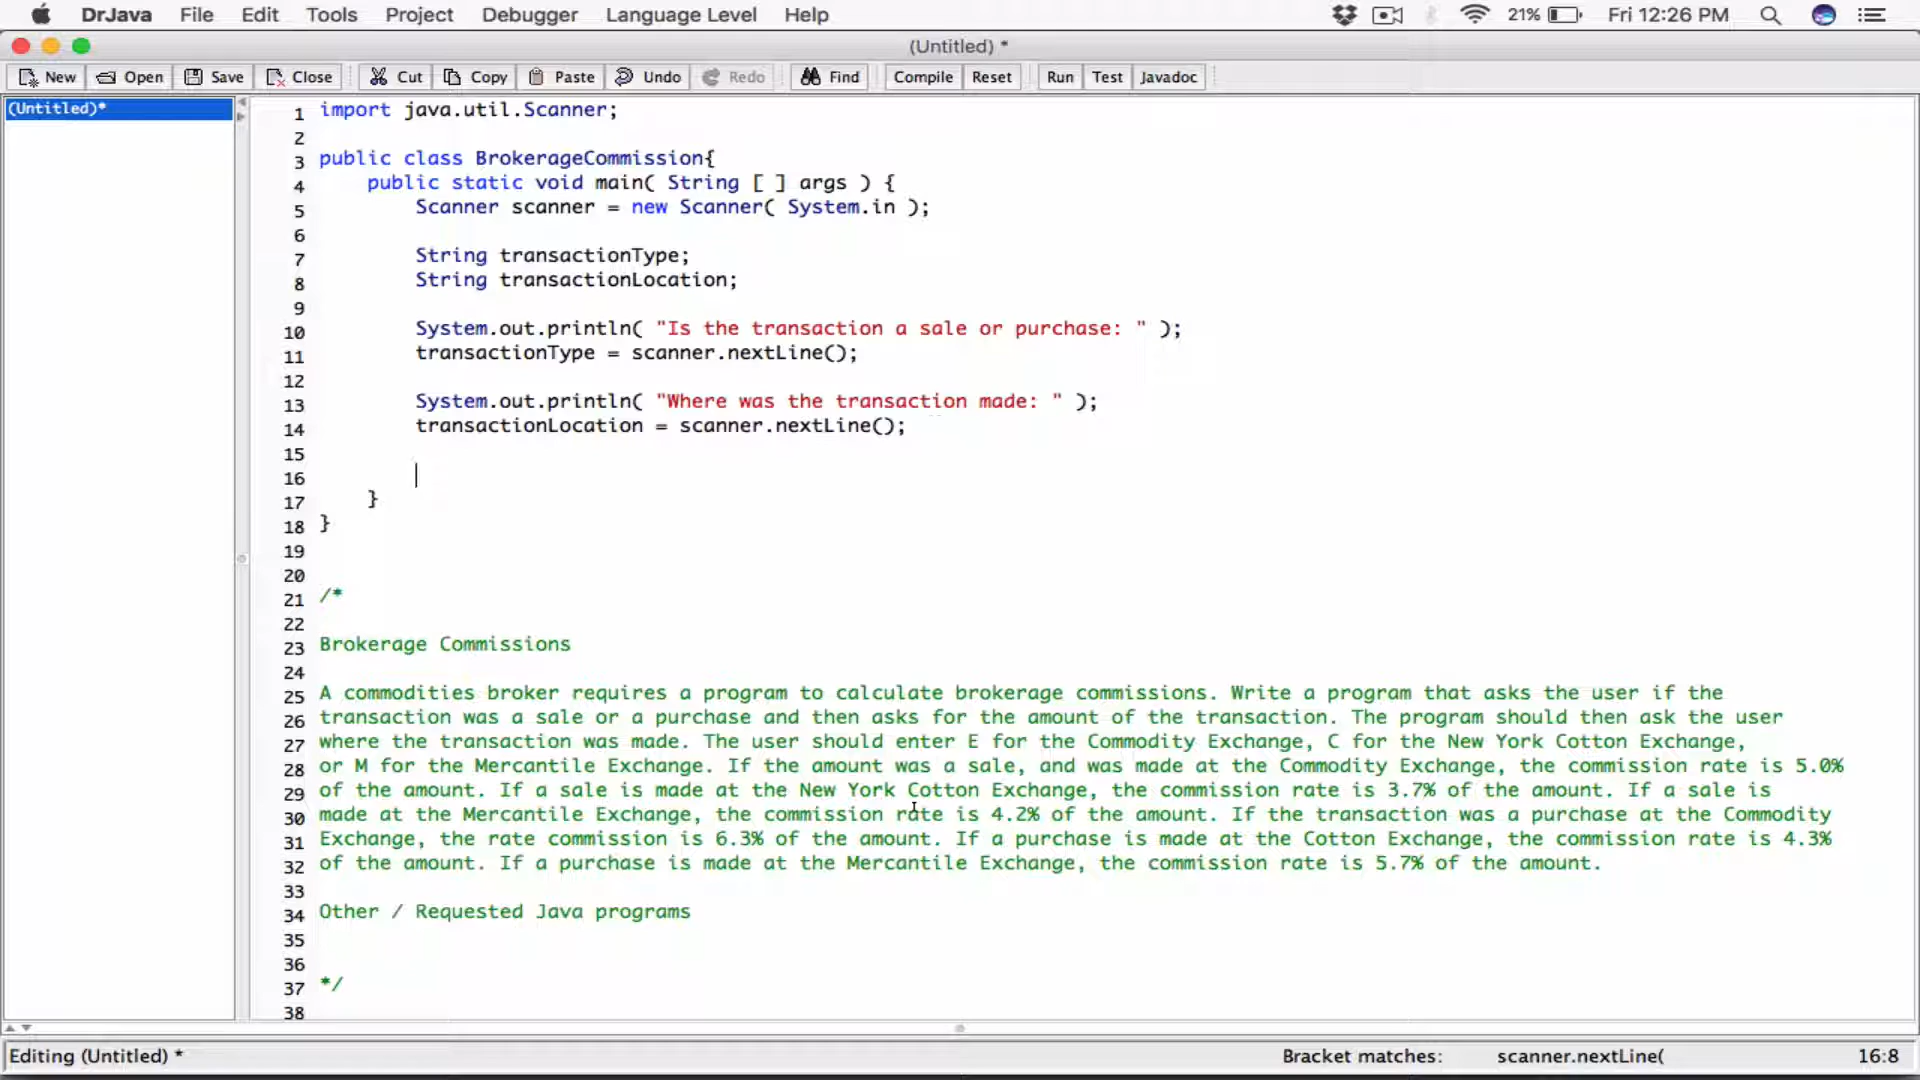 DrJava File Edit Tools Project Debugger Language Level Help 21% Fri 12:26 PM
(Untitled) *
New Open Save Close Cut Copy Paste Undo Redo Find Compile Reset Run Test Javadoc
(Untitled)*
1 import java.util.Scanner;
2
3 public class BrokerageCommission{
4 public static void main( String [ ] args ) {
5 Scanner scanner = new Scanner( System.in );
6
7 String transactionType;
8 String transactionLocation;
9
10 System.out.println( "Is the transaction a sale or purchase: " );
11 transactionType = scanner.nextLine();
12
13 System.out.println( "Where was the transaction made: " );
14 transactionLocation = scanner.nextLine();
15
16
17 }
18 }
19
20
21 /*
22
23 Brokerage Commissions
24
25 A commodities broker requires a program to calculate brokerage commissions. Write a program that asks the user if the
26 transaction was a sale or a purchase and then asks for the amount of the transaction. The program should then ask the user
27 where the transaction was made. The user should enter E for the Commodity Exchange, C for the New York Cotton Exchange,
28 or M for the Mercantile Exchange. If the amount was a sale, and was made at the Commodity Exchange, the commission rate is 5.0%
29 of the amount. If a sale is made at the New York Cotton Exchange, the commission rate is 3.7% of the amount. If a sale is
30 made at the Mercantile Exchange, the commission rate is 4.2% of the amount. If the transaction was a purchase at the Commodity
31 Exchange, the rate commission is 6.3% of the amount. If a purchase is made at the Cotton Exchange, the commission rate is 4.3%
32 of the amount. If a purchase is made at the Mercantile Exchange, the commission rate is 5.7% of the amount.
33
34 Other / Requested Java programs
35
36
37 */
38
Editing (Untitled) * Bracket matches: scanner.nextLine( 16:8